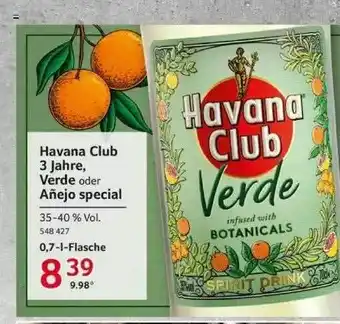 Havana Club
3 Jahre,
Verde oder
Añejo special
35-40 % Vol.
548 427
0,7-l-Flasche
8 39
9.98*
Havana
Club
Verde
infused with
BOTANICALS
SPIRIT DRINK